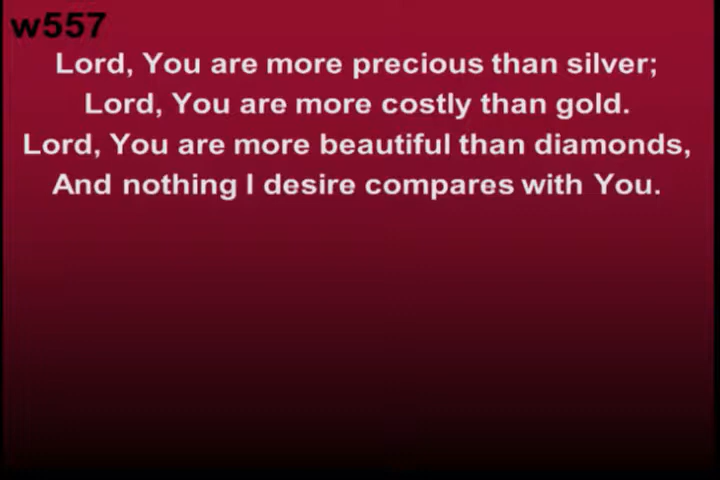 w557
Lord, You are more precious than silver;
Lord, You are more costly than gold.
Lord, You are more beautiful than diamonds,
And nothing I desire compares with You.